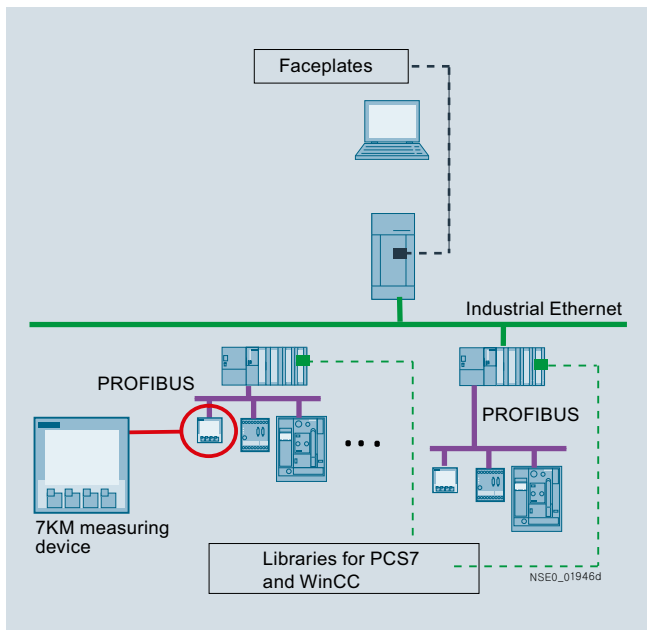 Faceplates
Industrial Ethernet
PROFIBUS
PROFIBUS
...
7KM measuring
device
Libraries for PCS7
and WinCC
NSE0_01946d